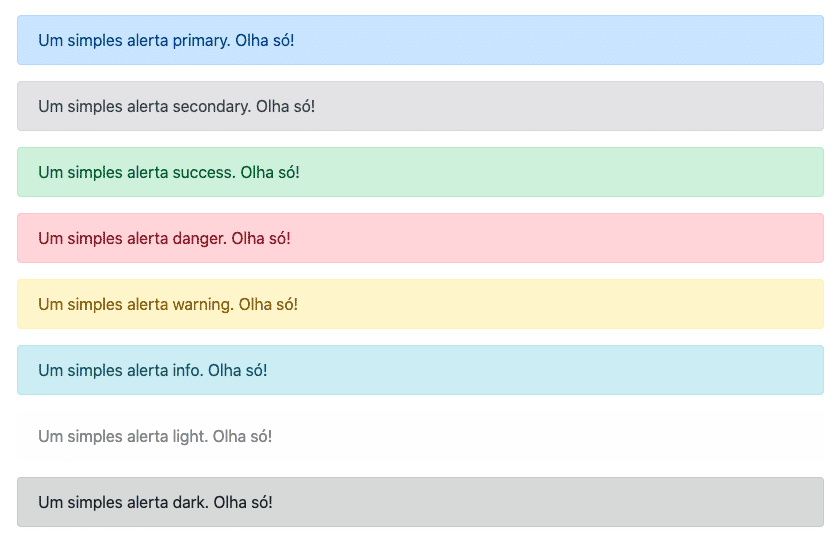 Um simples alerta primary. Olha só!
Um simples alerta secondary. Olha só!
Um simples alerta success. Olha só!
Um simples alerta danger. Olha só!
Um simples alerta warning. Olha só!
Um simples alerta info. Olha só!
Um simples alerta light. Olha só!
Um simples alerta dark. Olha só!